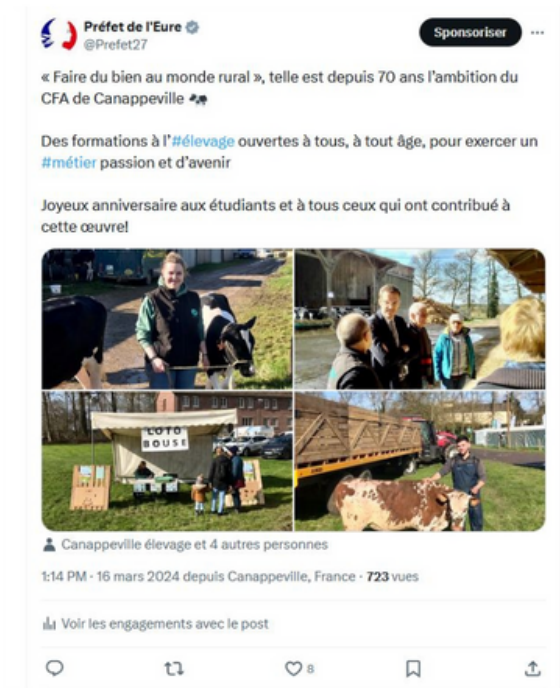 Préfet de l'Eure
@Prefet27
Sponsoriser
« Faire du bien au monde rural », telle est depuis 70 ans l'ambition du
CFA de Canappeville
Des formations à l'#élevage ouvertes à tous, à tout âge, pour exercer un
#métier passion et d'avenir
Joyeux anniversaire aux étudiants et à tous ceux qui ont contribué à
cette œuvre!
LOTO
BOUSE
Canappeville élevage et 4 autres personnes
1:14 PM · 16 mars 2024 depuis Canappeville, France · 723 vues
Voir les engagements avec le post
8